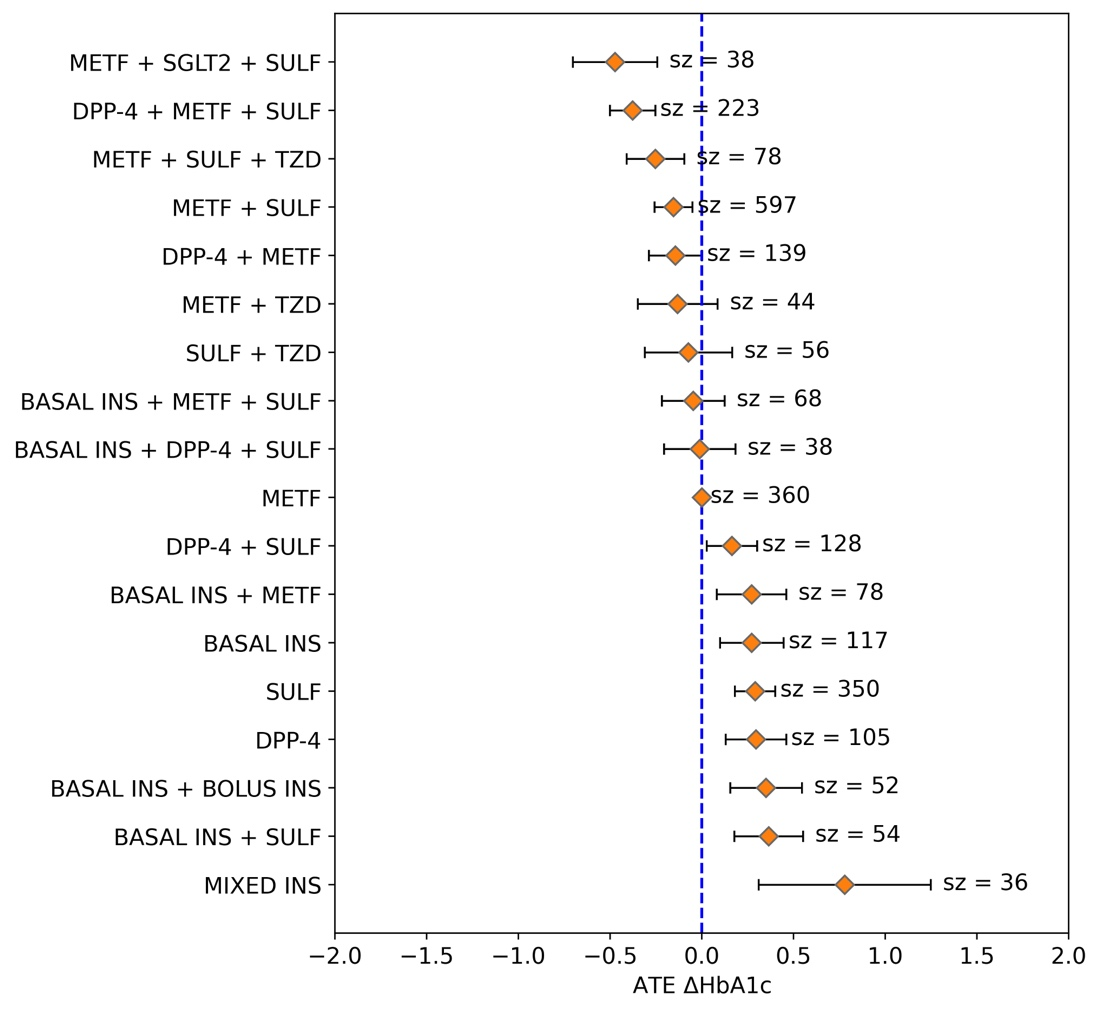 METF + SGLT2 + SULF sz = 38
DPP-4 + METF + SULF sz = 223
METF + SULF + TZD sz = 78
METF + SULF sz = 597
DPP-4 + METF sz = 139
METF + TZD sz = 44
SULF + TZD sz = 56
BASAL INS + METF + SULF sz = 68
BASAL INS + DPP-4 + SULF sz = 38
METF sz = 360
DPP-4 + SULF sz = 128
BASAL INS + METF sz = 78
BASAL INS sz = 117
SULF sz = 350
DPP-4 sz = 105
BASAL INS + BOLUS INS sz = 52
BASAL INS + SULF sz = 54
MIXED INS sz = 36
−2.0 −1.5 −1.0 −0.5 0.0 0.5 1.0 1.5 2.0
ATE ΔHbA1c